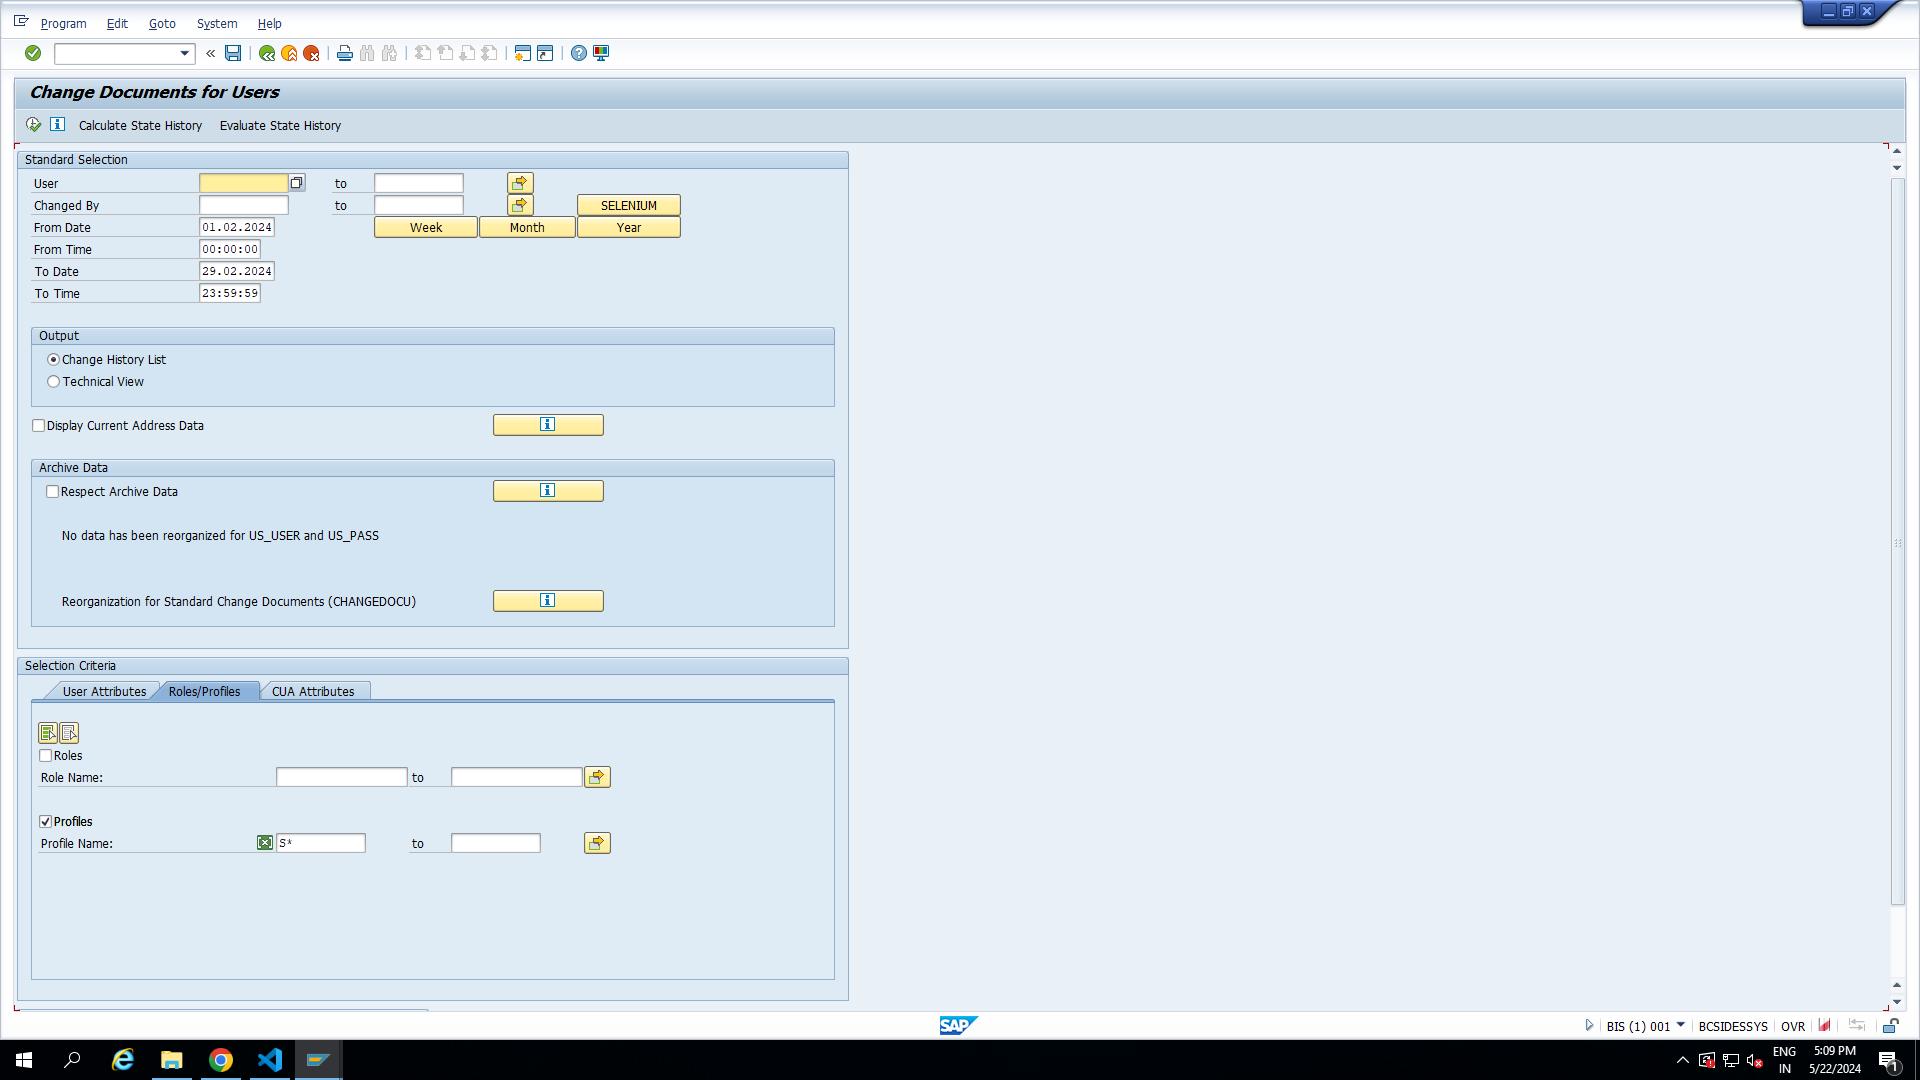 Program Edit Goto System Help
Change Documents for Users
Calculate State History Evaluate State History
Standard Selection
User to
Changed By to SELENIUM
From Date 01.02.2024 Week Month Year
From Time 00:00:00
To Date 29.02.2024
To Time 23:59:59
Output
Change History List
Technical View
Display Current Address Data
Archive Data
Respect Archive Data
No data has been reorganized for US_USER and US_PASS
Reorganization for Standard Change Documents (CHANGEDOCU)
Selection Criteria
User Attributes Roles/Profiles CUA Attributes
Roles
Role Name: to
Profiles
Profile Name: S* to
SAP BIS (1) 001 BCSIDESSYS OVR
ENG 5:09 PM
IN 5/22/2024 1